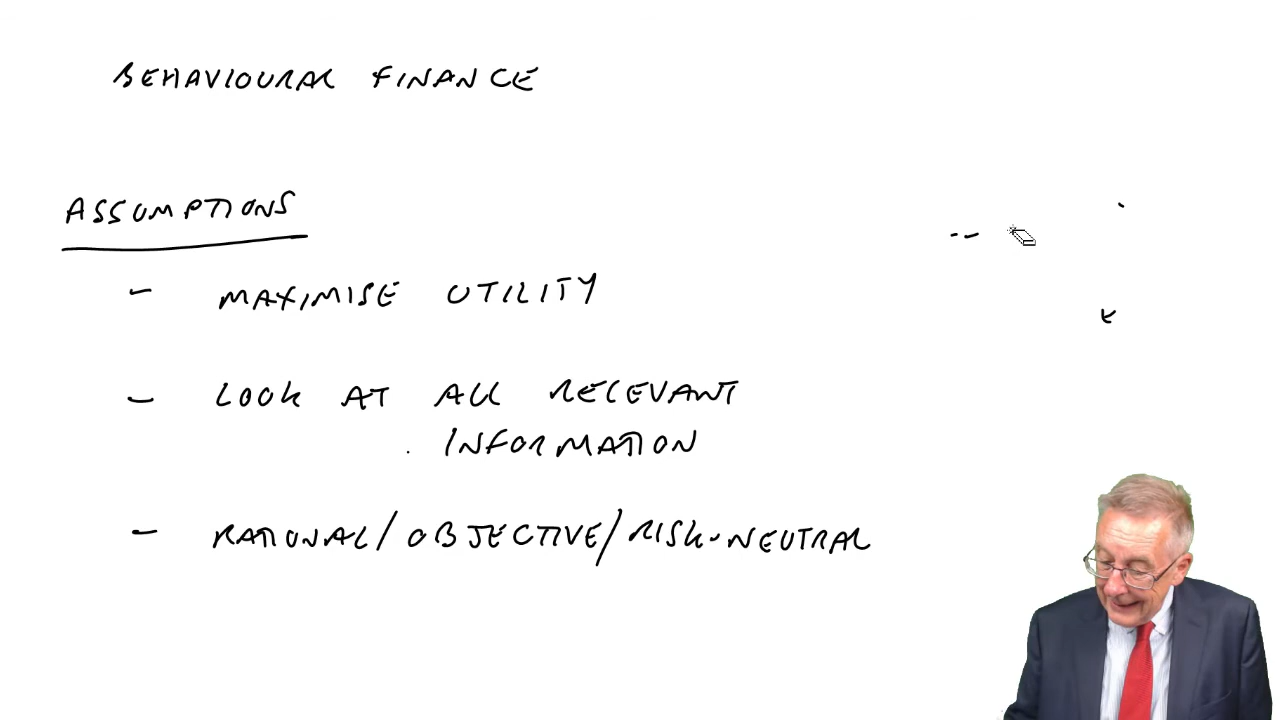 BEHAVIOURAL FINANCE
ASSUMPTIONS
- MAXIMISE UTILITY
- LOOK AT ALL RELEVANT
INFORMATION
- RATIONAL/OBJECTIVE/RISK-NEUTRAL